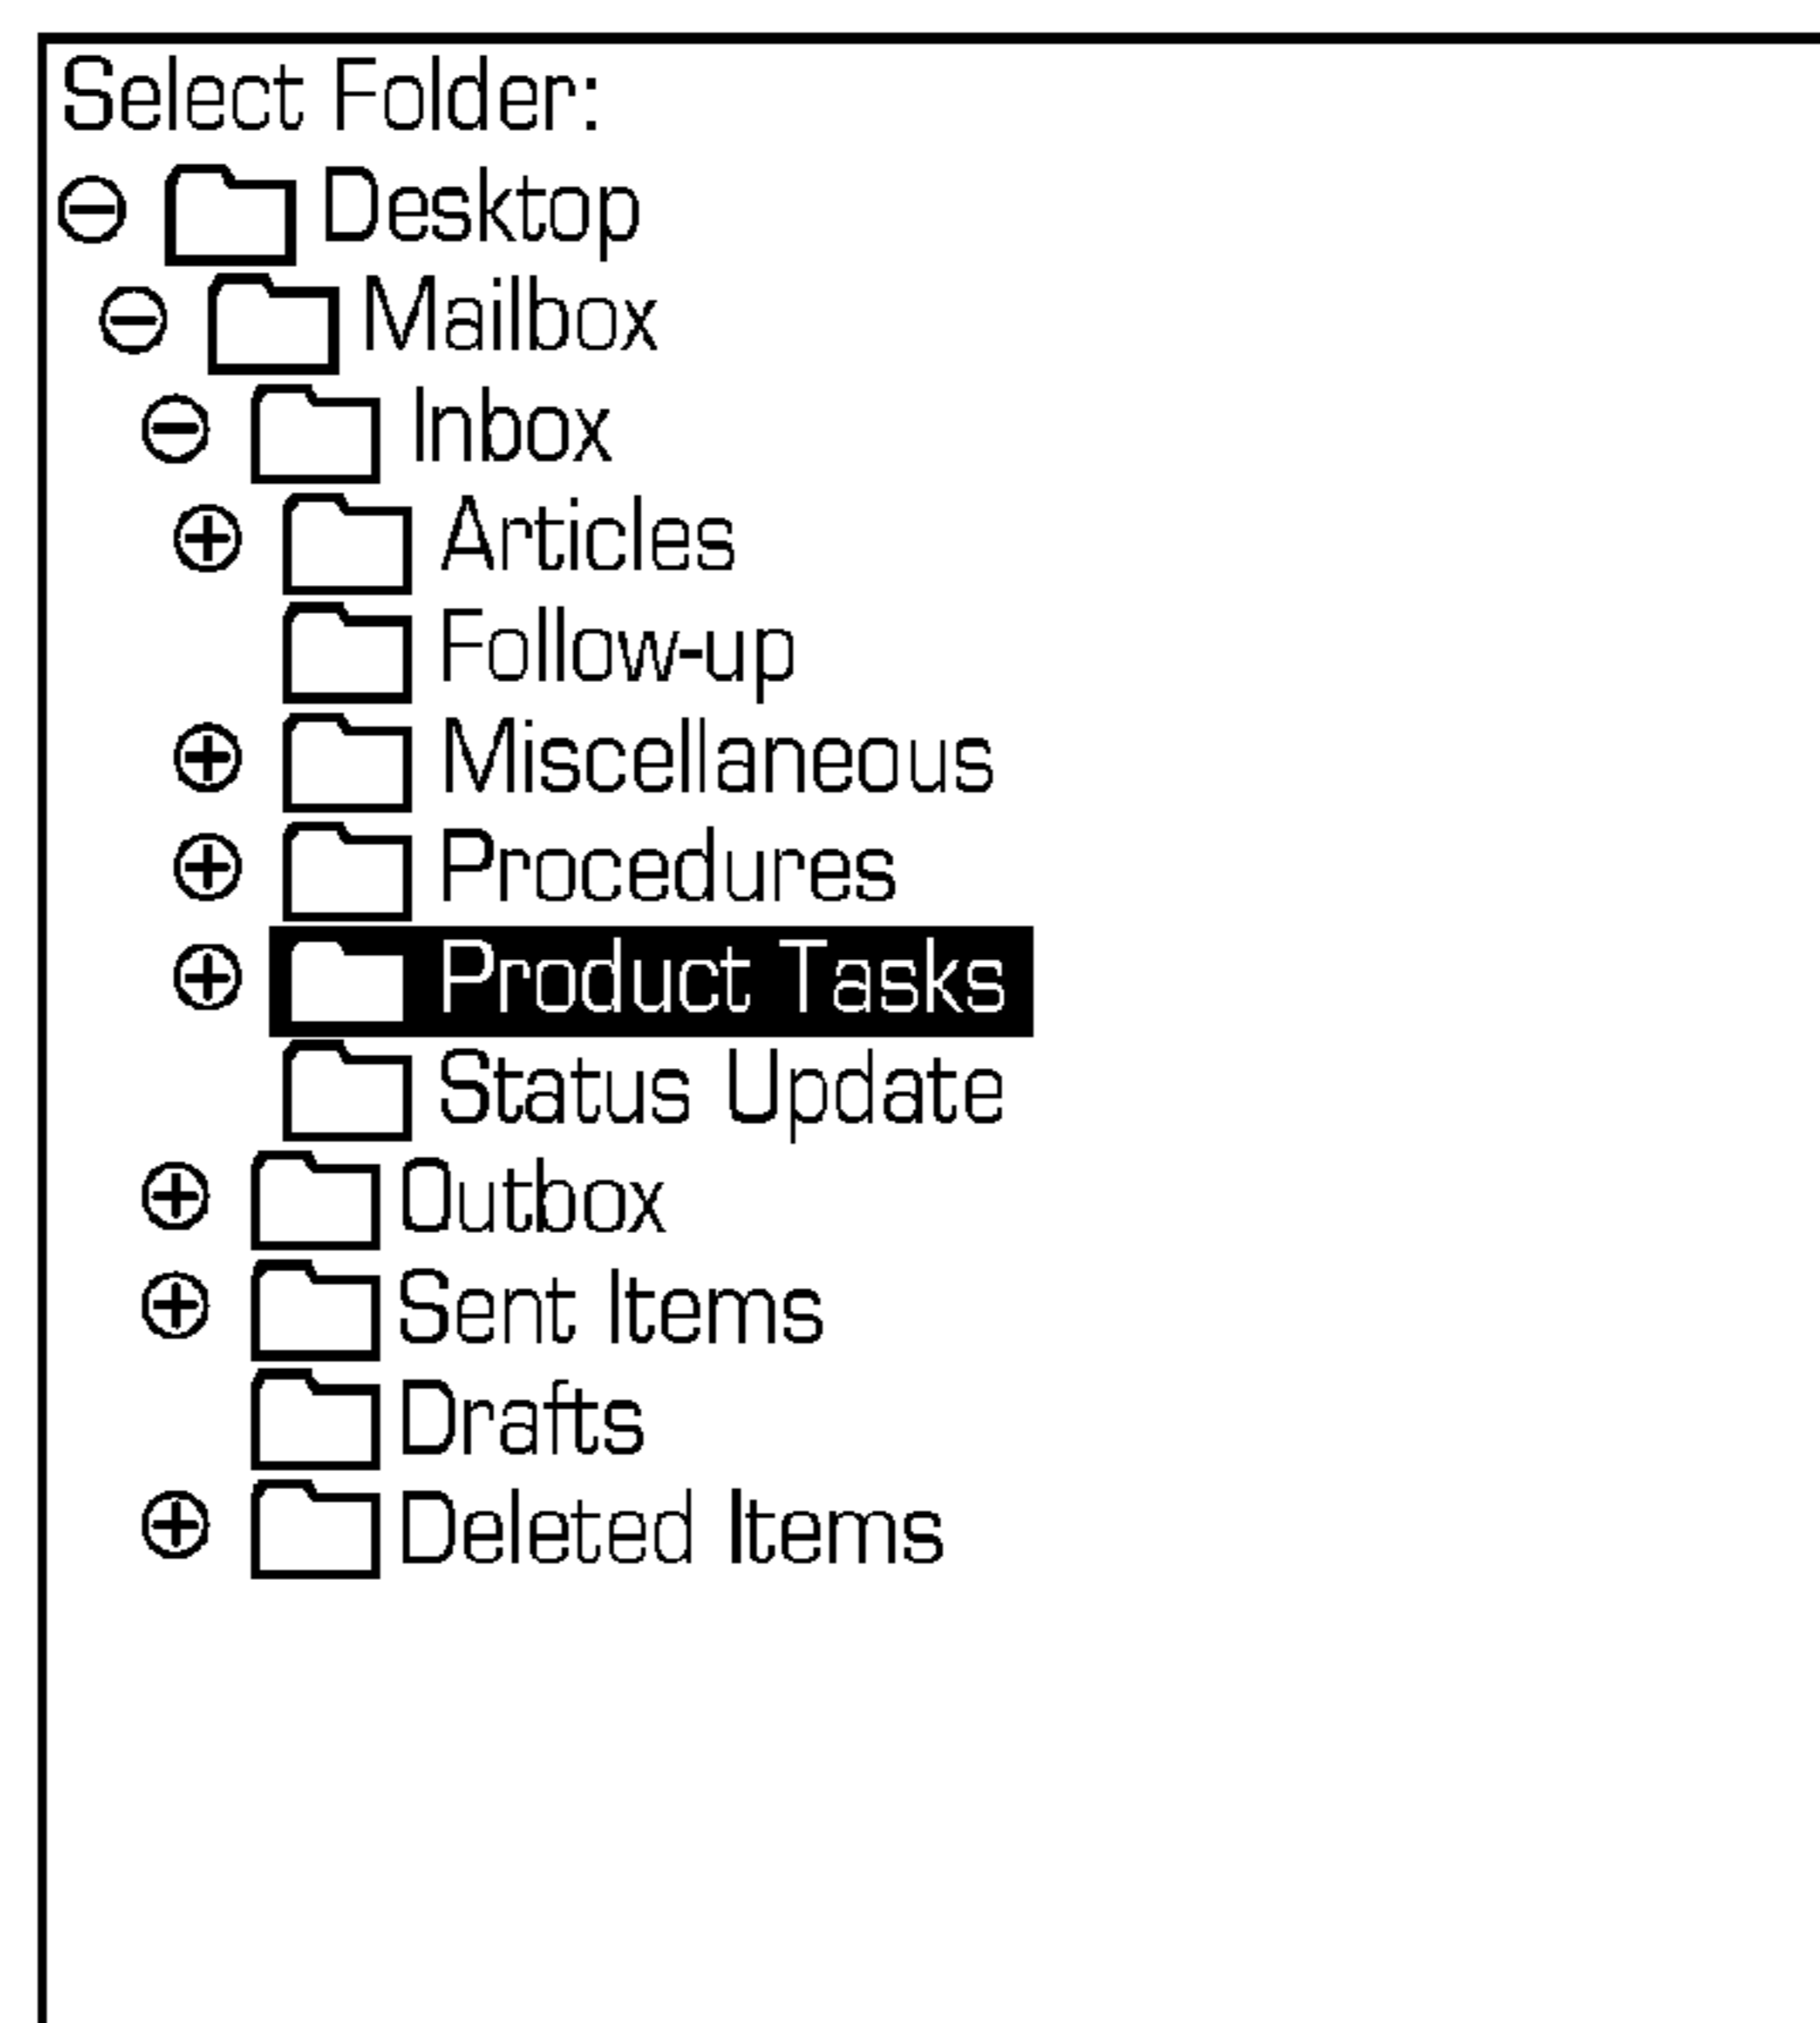 Select Folder:
Desktop
Mailbox
Inbox
Articles
Follow-up
Miscellaneous
Procedures
Product Tasks
Status Update
Outbox
Sent Items
Drafts
Deleted Items